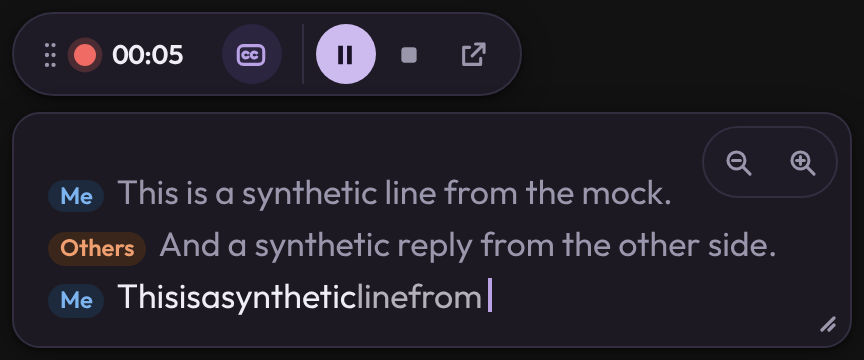 00:05
CC
Me This is a synthetic line from the mock.
Others And a synthetic reply from the other side.
Me Thisisasyntheticlinefrom